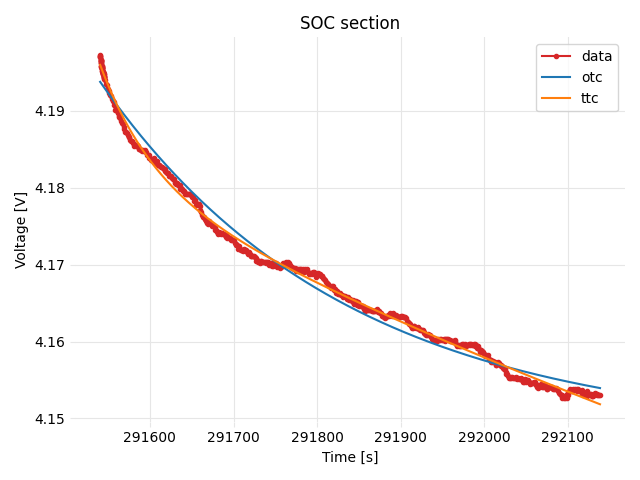 SOC section
data
otc
ttc
4.19
4.18
4.17
4.16
4.15
Voltage [V]
291600 291700 291800 291900 292000 292100
Time [s]